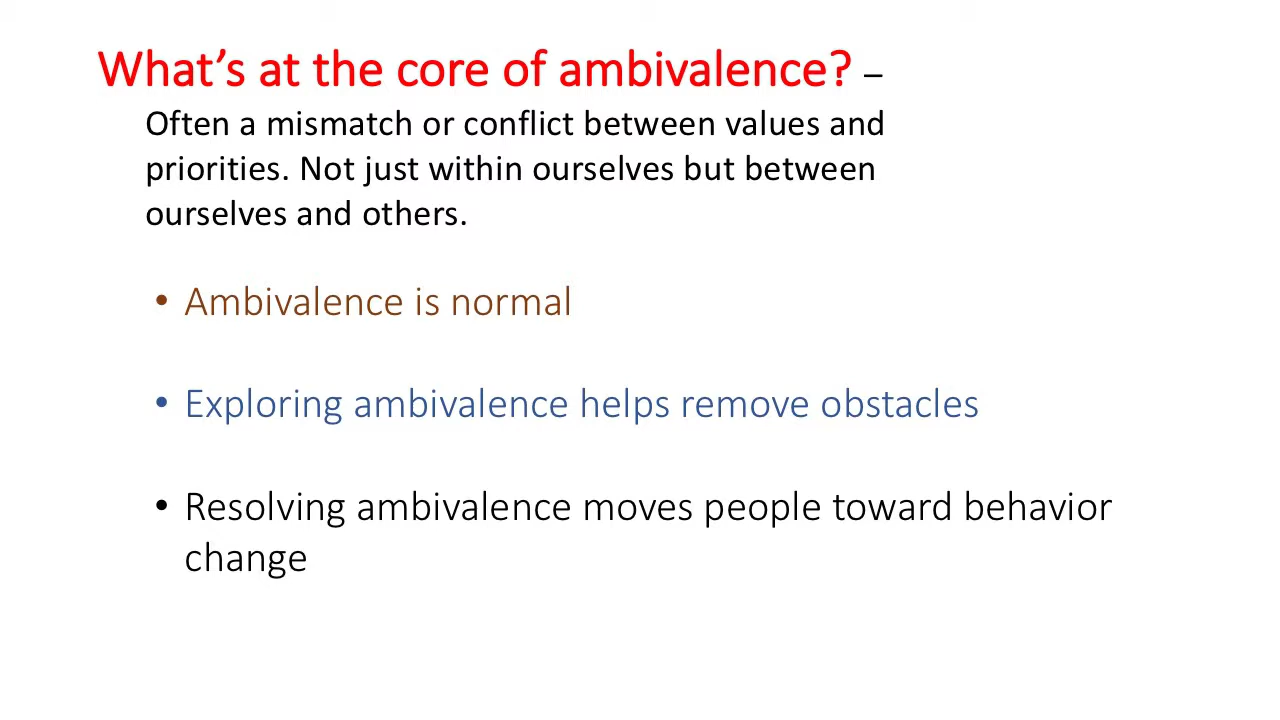 What’s at the core of ambivalence? –
Often a mismatch or conflict between values and
priorities. Not just within ourselves but between
ourselves and others.
• Ambivalence is normal
• Exploring ambivalence helps remove obstacles
• Resolving ambivalence moves people toward behavior
change